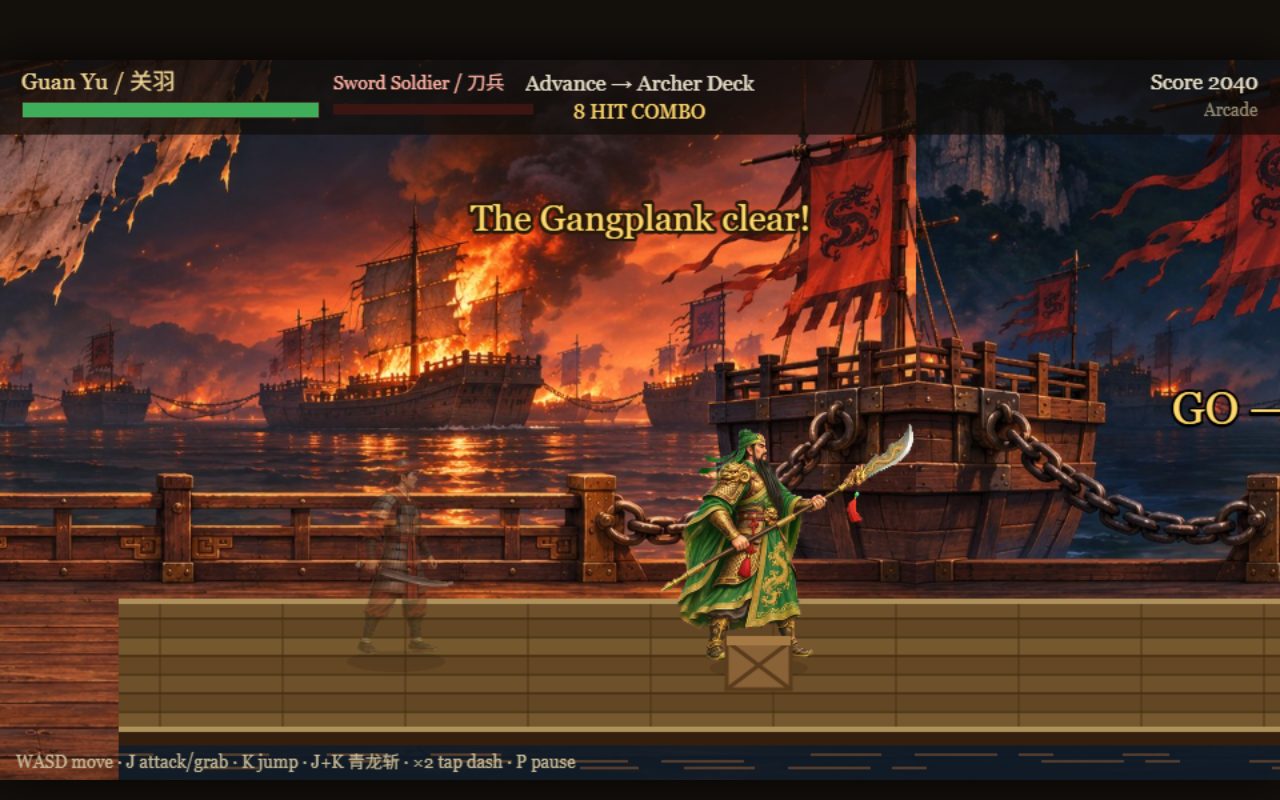 Guan Yu / 关羽
Sword Soldier / 刀兵
Advance → Archer Deck
8 HIT COMBO
Score 2040
Arcade
The Gangplank clear!
GO —
WASD move · J attack/grab · K jump · J+K 青龙斩 · ×2 tap dash · P pause